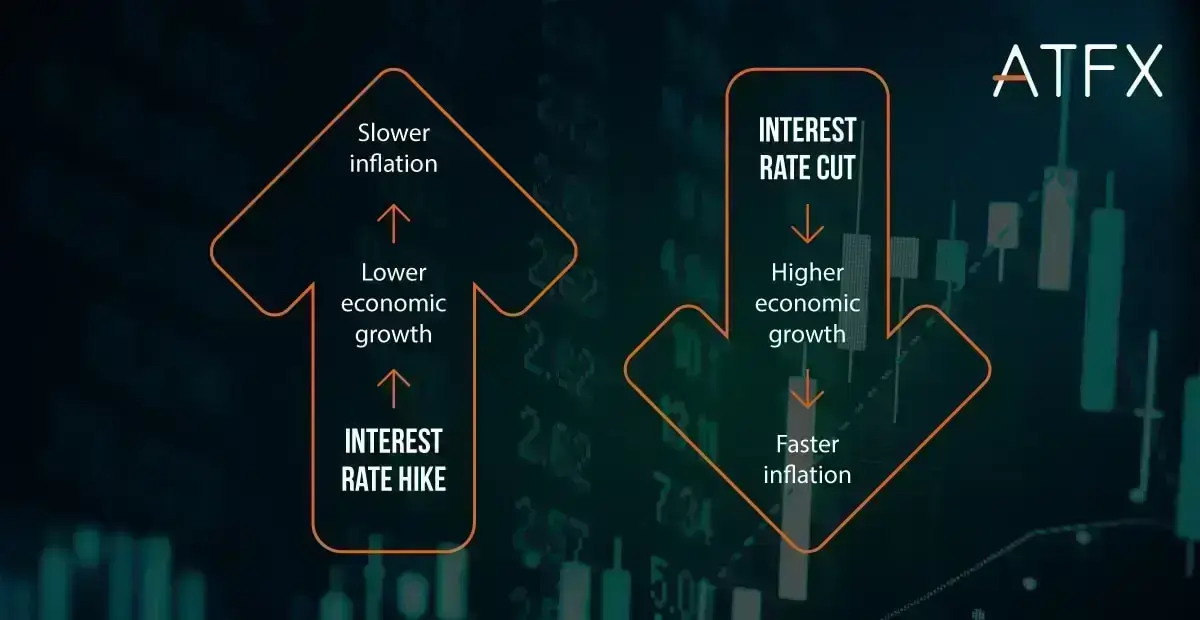 ATFX
Slower
inflation
Lower
economic
growth
INTEREST
RATE HIKE
INTEREST
RATE CUT
Higher
economic
growth
Faster
inflation